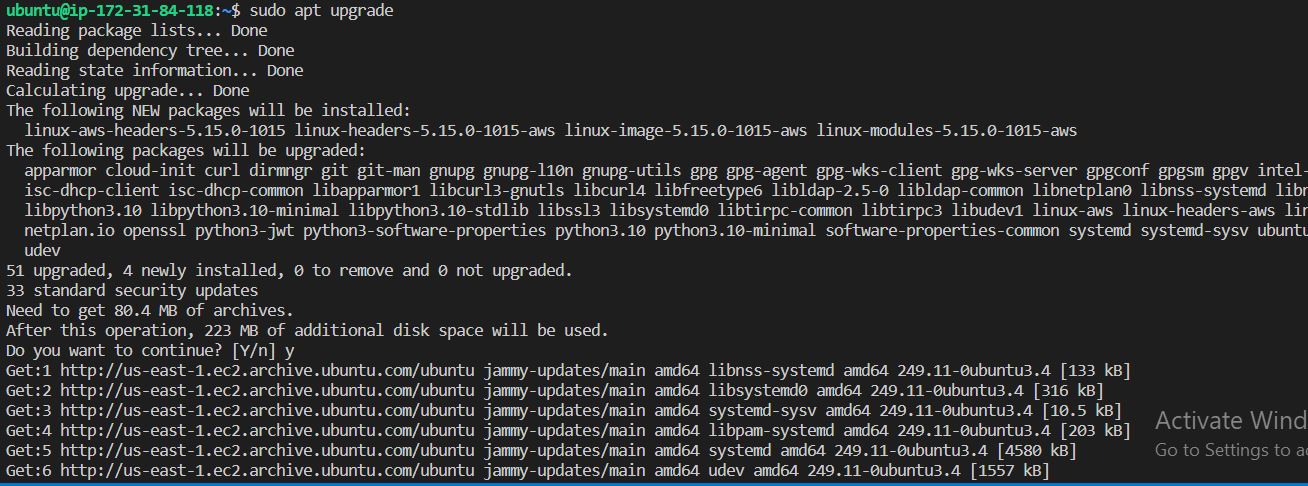 ubuntu@ip-172-31-84-118:~$ sudo apt upgrade
Reading package lists... Done
Building dependency tree... Done
Reading state information... Done
Calculating upgrade... Done
The following NEW packages will be installed:
  linux-aws-headers-5.15.0-1015 linux-headers-5.15.0-1015-aws linux-image-5.15.0-1015-aws linux-modules-5.15.0-1015-aws
The following packages will be upgraded:
  apparmor cloud-init curl dirmngr git git-man gnupg gnupg-l10n gnupg-utils gpg gpg-agent gpg-wks-client gpg-wks-server gpgconf gpgsm gpgv intel-
  isc-dhcp-client isc-dhcp-common libapparmor1 libcurl3-gnutls libcurl4 libfreetype6 libldap-2.5-0 libldap-common libnetplan0 libnss-systemd
  libpython3.10 libpython3.10-minimal libpython3.10-stdlib libssl3 libsystemd0 libtirpc-common libtirpc3 libudev1 linux-aws linux-headers-aws
  netplan.io openssl python3-jwt python3-software-properties python3.10 python3.10-minimal software-properties-common systemd systemd-sysv ubuntu
  udev
51 upgraded, 4 newly installed, 0 to remove and 0 not upgraded.
33 standard security updates
Need to get 80.4 MB of archives.
After this operation, 223 MB of additional disk space will be used.
Do you want to continue? [Y/n] y
Get:1 http://us-east-1.ec2.archive.ubuntu.com/ubuntu jammy-updates/main amd64 libnss-systemd amd64 249.11-0ubuntu3.4 [133 kB]
Get:2 http://us-east-1.ec2.archive.ubuntu.com/ubuntu jammy-updates/main amd64 libsystemd0 amd64 249.11-0ubuntu3.4 [316 kB]
Get:3 http://us-east-1.ec2.archive.ubuntu.com/ubuntu jammy-updates/main amd64 systemd-sysv amd64 249.11-0ubuntu3.4 [10.5 kB]
Get:4 http://us-east-1.ec2.archive.ubuntu.com/ubuntu jammy-updates/main amd64 libpam-systemd amd64 249.11-0ubuntu3.4 [203 kB]
Get:5 http://us-east-1.ec2.archive.ubuntu.com/ubuntu jammy-updates/main amd64 systemd amd64 249.11-0ubuntu3.4 [4580 kB]
Get:6 http://us-east-1.ec2.archive.ubuntu.com/ubuntu jammy-updates/main amd64 udev amd64 249.11-0ubuntu3.4 [1557 kB]
Activate Wind
Go to Settings to